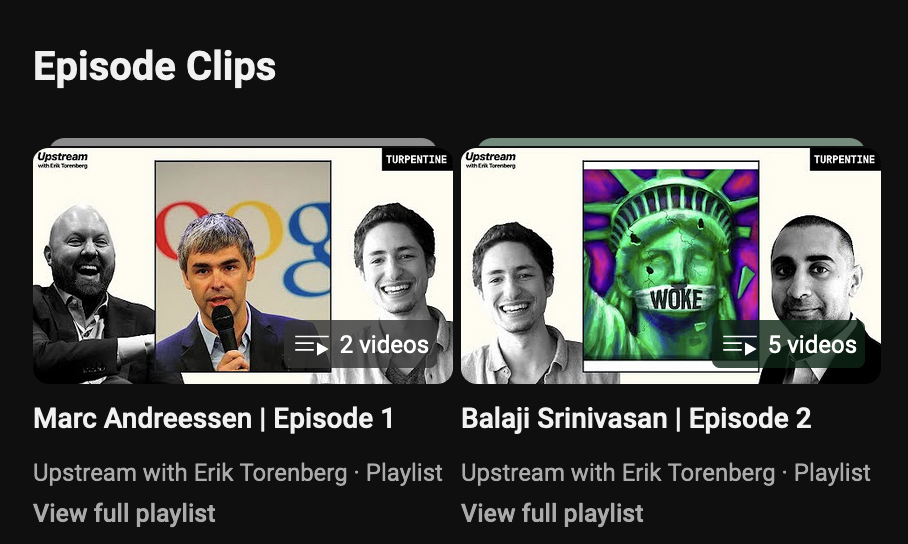 Episode Clips
Upstream
with Erik Torenberg
TURPENTINE
oog
2 videos
Marc Andreessen | Episode 1
Upstream with Erik Torenberg · Playlist
View full playlist
Upstream
with Erik Torenberg
TURPENTINE
WOKE
5 videos
Balaji Srinivasan | Episode 2
Upstream with Erik Torenberg · Playlist
View full playlist